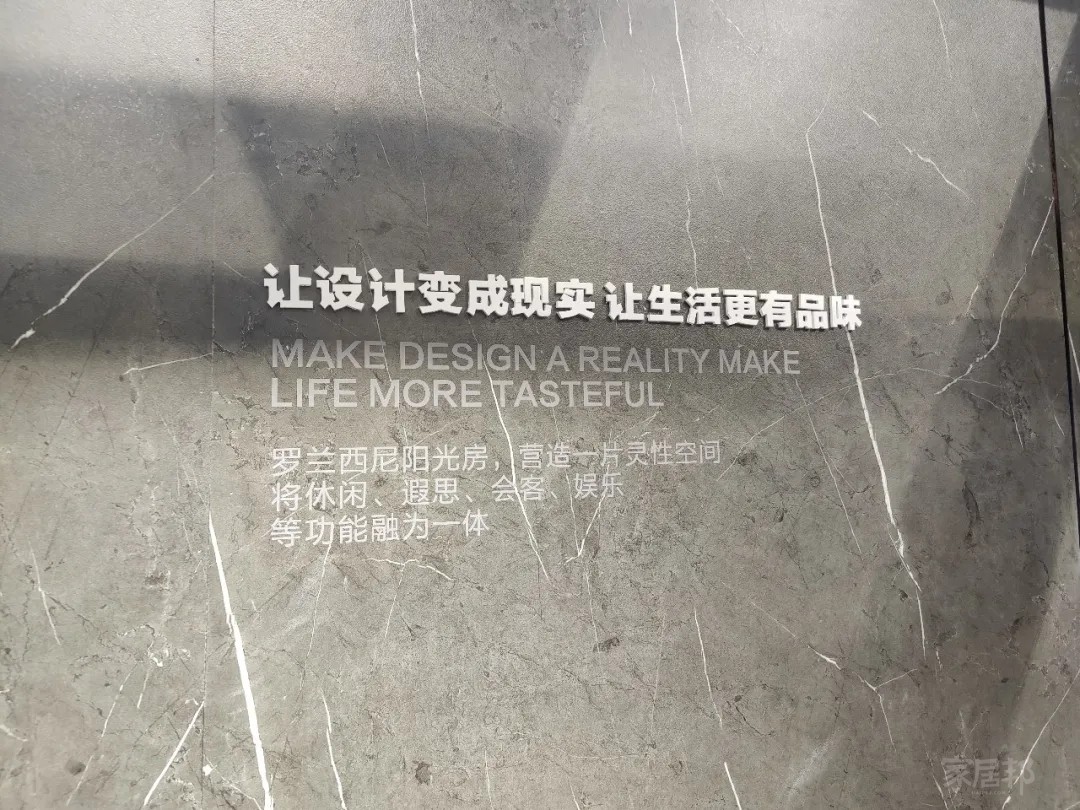 让设计变成现实 让生活更有品味
MAKE DESIGN A REALITY MAKE
LIFE MORE TASTEFUL
罗兰西尼阳光房，营造一片灵性空间
将休闲、遐思、会客、娱乐
等功能融为一体
家居邦